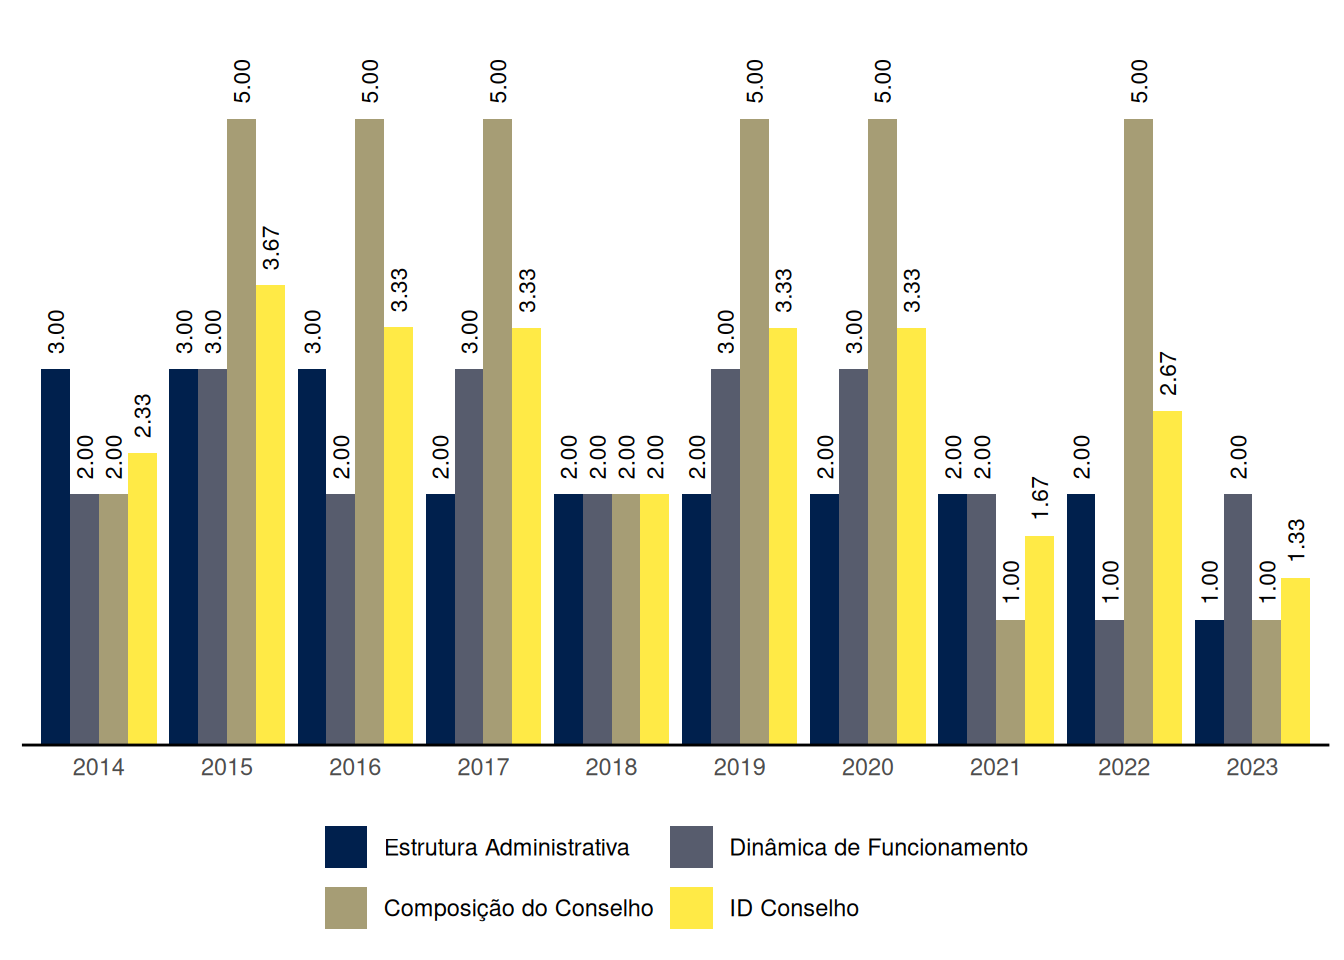 3.00 2.00 2.00 2.33 3.00 3.00 5.00 3.67 3.00 2.00 5.00 3.33 2.00 3.00 5.00 3.33 2.00 2.00 2.00 2.00 2.00 3.00 5.00 3.33 2.00 3.00 5.00 3.33 2.00 2.00 1.00 1.67 2.00 1.00 5.00 2.67 1.00 2.00 1.00 1.33
2014 2015 2016 2017 2018 2019 2020 2021 2022 2023
Estrutura Administrativa Dinâmica de Funcionamento
Composição do Conselho ID Conselho